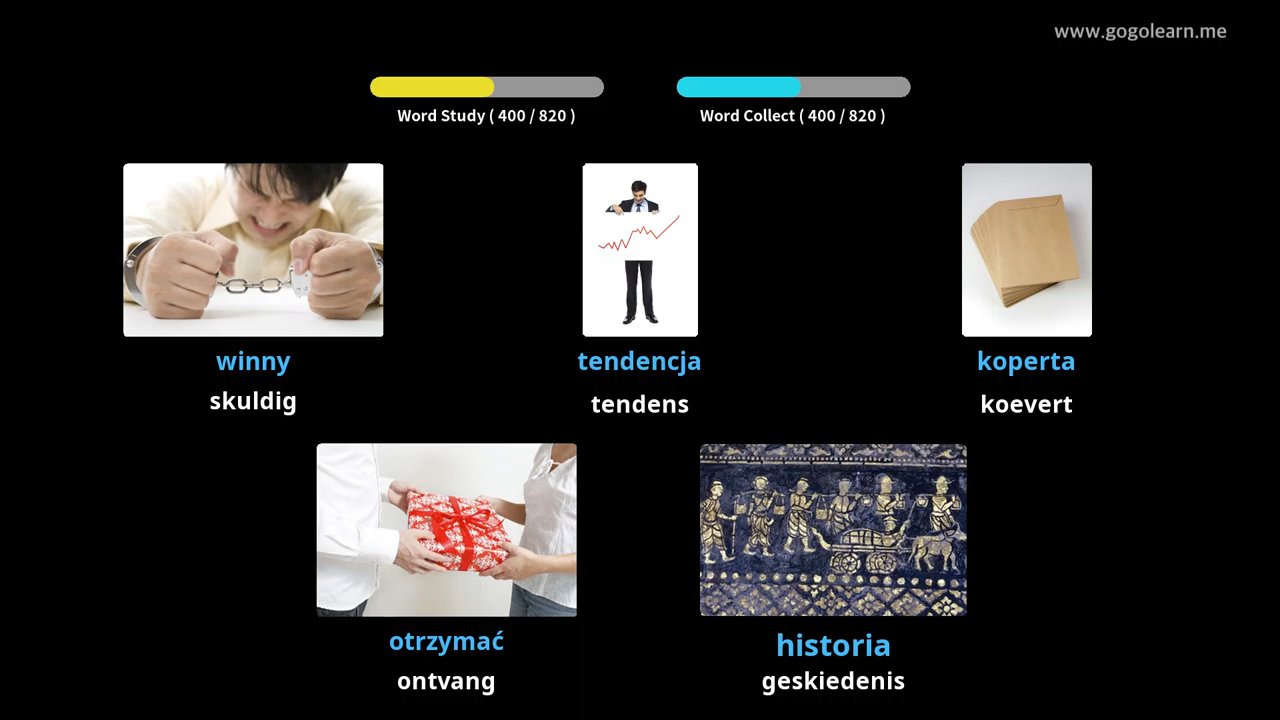 www.gogolearn.me
Word Study ( 400 / 820 )
Word Collect ( 400 / 820 )
winny
skuldig
tendencja
tendens
koperta
koevert
otrzymać
ontvang
historia
geskiedenis